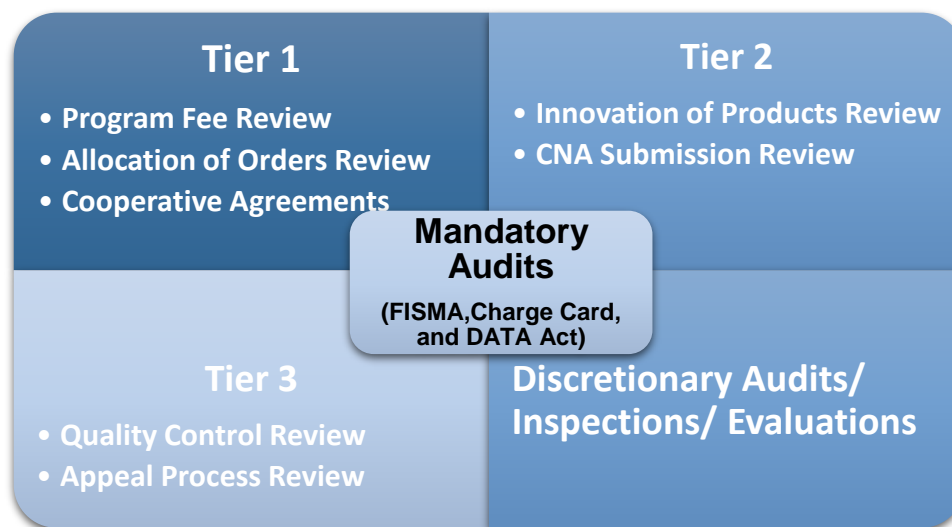 Tier 1
• Program Fee Review
• Allocation of Orders Review
• Cooperative Agreements
Tier 2
• Innovation of Products Review
• CNA Submission Review
Mandatory
Audits
(FISMA,Charge Card,
and DATA Act)
Tier 3
• Quality Control Review
• Appeal Process Review
Discretionary Audits/
Inspections/ Evaluations